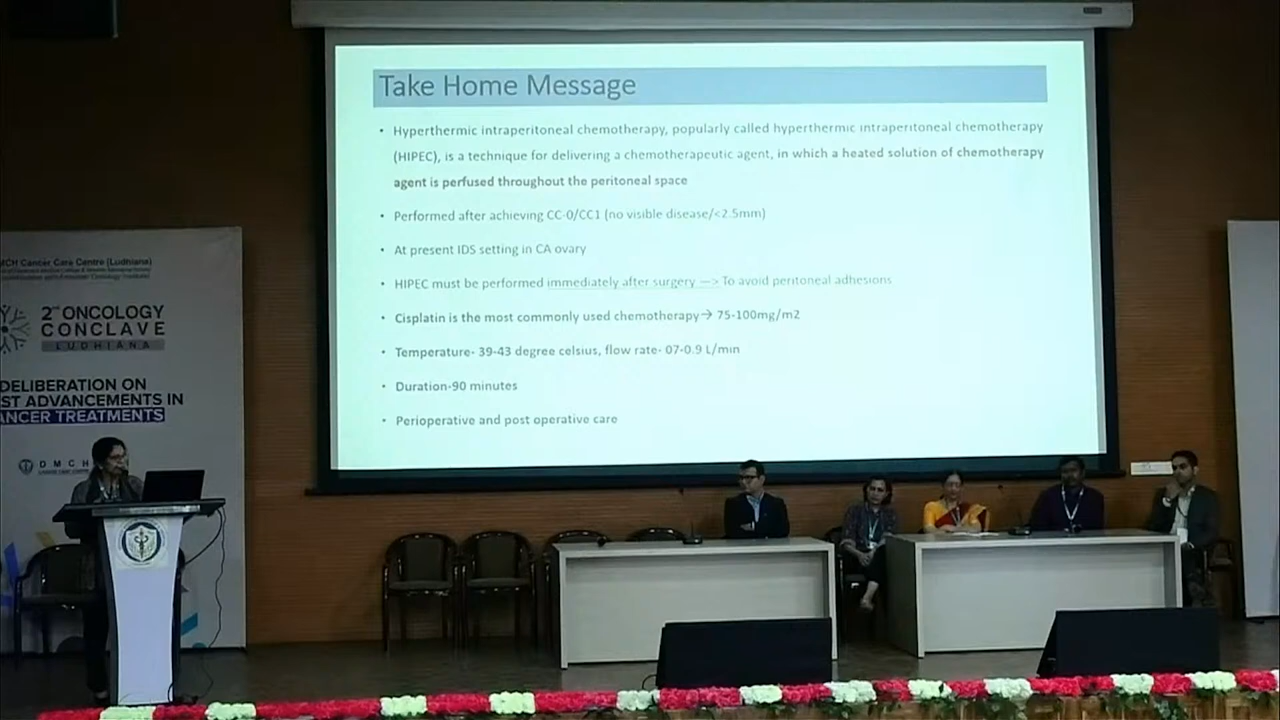 Take Home Message
• Hyperthermic intraperitoneal chemotherapy, popularly called hyperthermic intraperitoneal chemotherapy
(HIPEC), is a technique for delivering a chemotherapeutic agent, in which a heated solution of chemotherapy
agent is perfused throughout the peritoneal space
• Performed after achieving CC-0/CC1 (no visible disease/<2.5mm)
• At present IDS setting in CA ovary
• HIPEC must be performed immediately after surgery —> To avoid peritoneal adhesions
• Cisplatin is the most commonly used chemotherapy→ 75-100mg/m2
• Temperature- 39-43 degree celsius, flow rate- 07-0.9 L/min
• Duration-90 minutes
• Perioperative and post operative care
MCH Cancer Care Centre (Ludhiana)
2nd ONCOLOGY
CONCLAVE
LUDHIANA
DELIBERATION ON
ST ADVANCEMENTS IN
ANCER TREATMENTS
DMCH